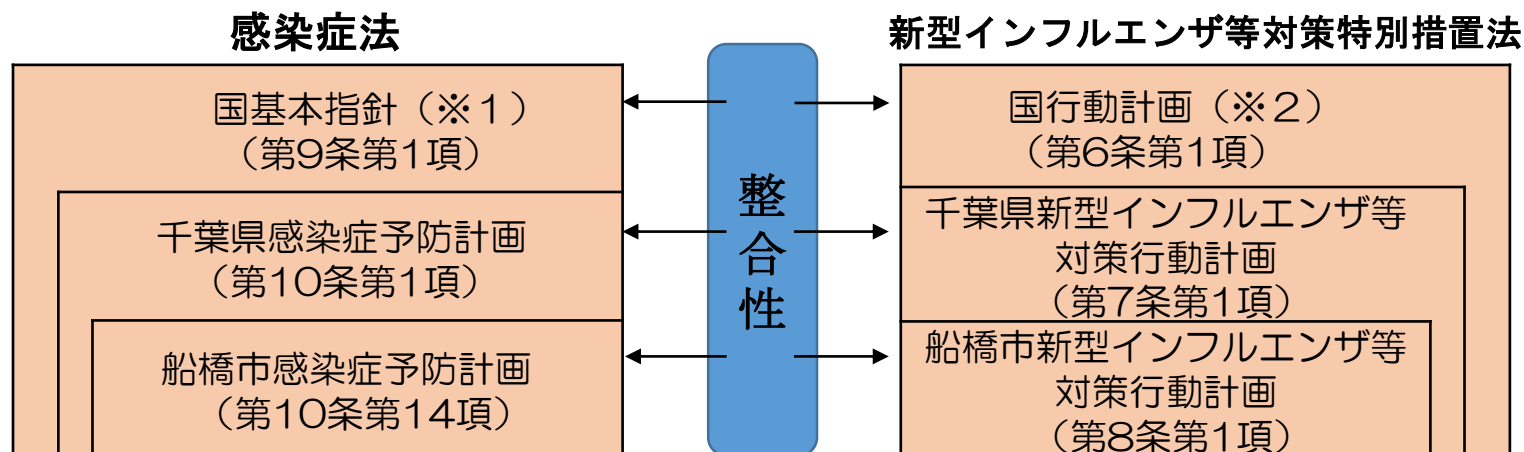 感染症法
国基本指針（※１）
（第9条第1項）
千葉県感染症予防計画
（第10条第1項）
船橋市感染症予防計画
（第10条第14項）
整合性
新型インフルエンザ等対策特別措置法
国行動計画（※２）
（第6条第1項）
千葉県新型インフルエンザ等
対策行動計画
（第7条第1項）
船橋市新型インフルエンザ等
対策行動計画
（第8条第1項）